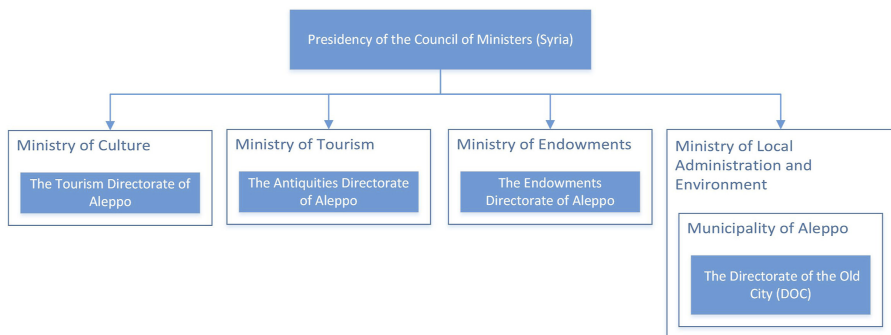 Presidency of the Council of Ministers (Syria)
Ministry of Culture
The Tourism Directorate of
Aleppo
Ministry of Tourism
The Antiquities Directorate
of Aleppo
Ministry of Endowments
The Endowments
Directorate of Aleppo
Ministry of Local
Administration and
Environment
Municipality of Aleppo
The Directorate of the Old
City (DOC)